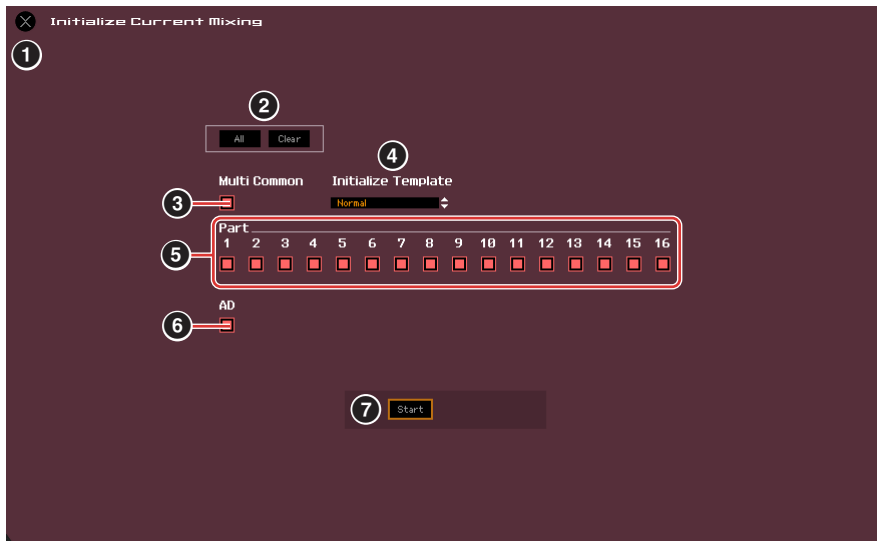 Initialize Current Mixing
1
2
All Clear
4
Multi Common Initialize Template
3 Normal
Part
1 2 3 4 5 6 7 8 9 10 11 12 13 14 15 16
5
AD
6
7 Start